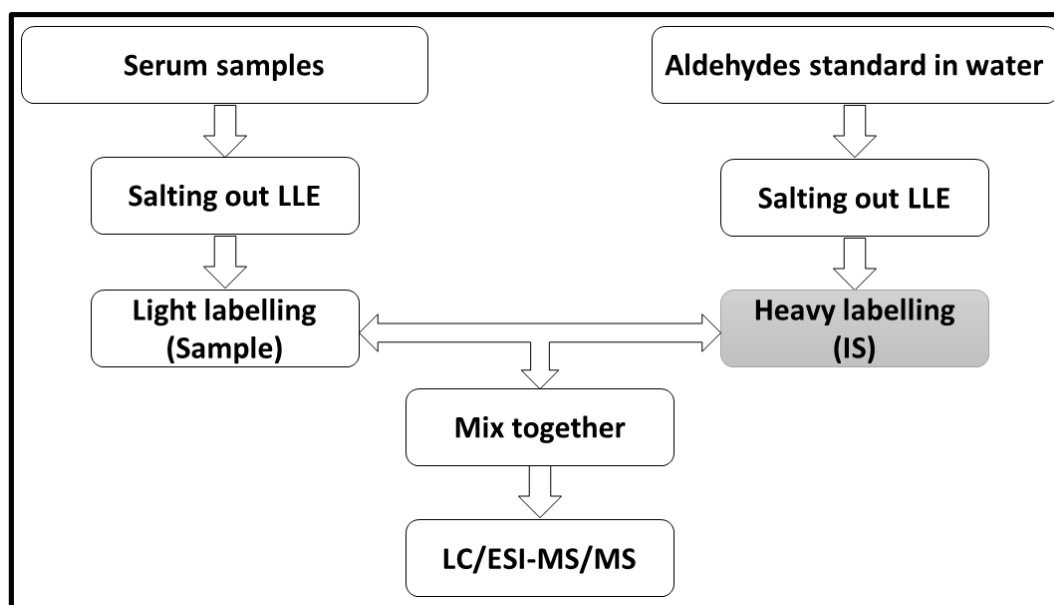 Serum samples
Aldehydes standard in water
Salting out LLE
Salting out LLE
Light labelling
(Sample)
Heavy labelling
(IS)
Mix together
LC/ESI-MS/MS